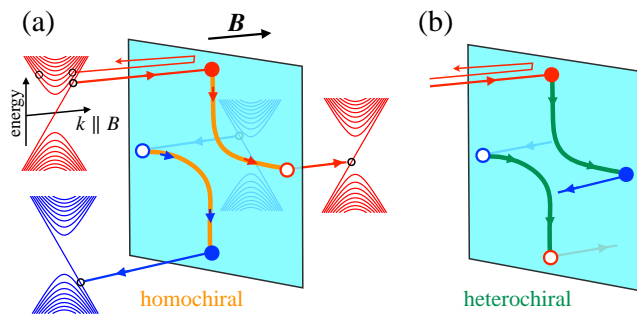 (a)
B
(b)
energy
k ∥ B
homochiral
heterochiral